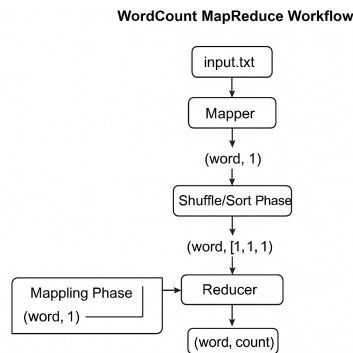 WordCount MapReduce Workflow
input.txt
Mapper
(word, 1)
Shuffle/Sort Phase
(word, [1, 1, 1)
Mappling Phase
(word, 1)
Reducer
(word, count)